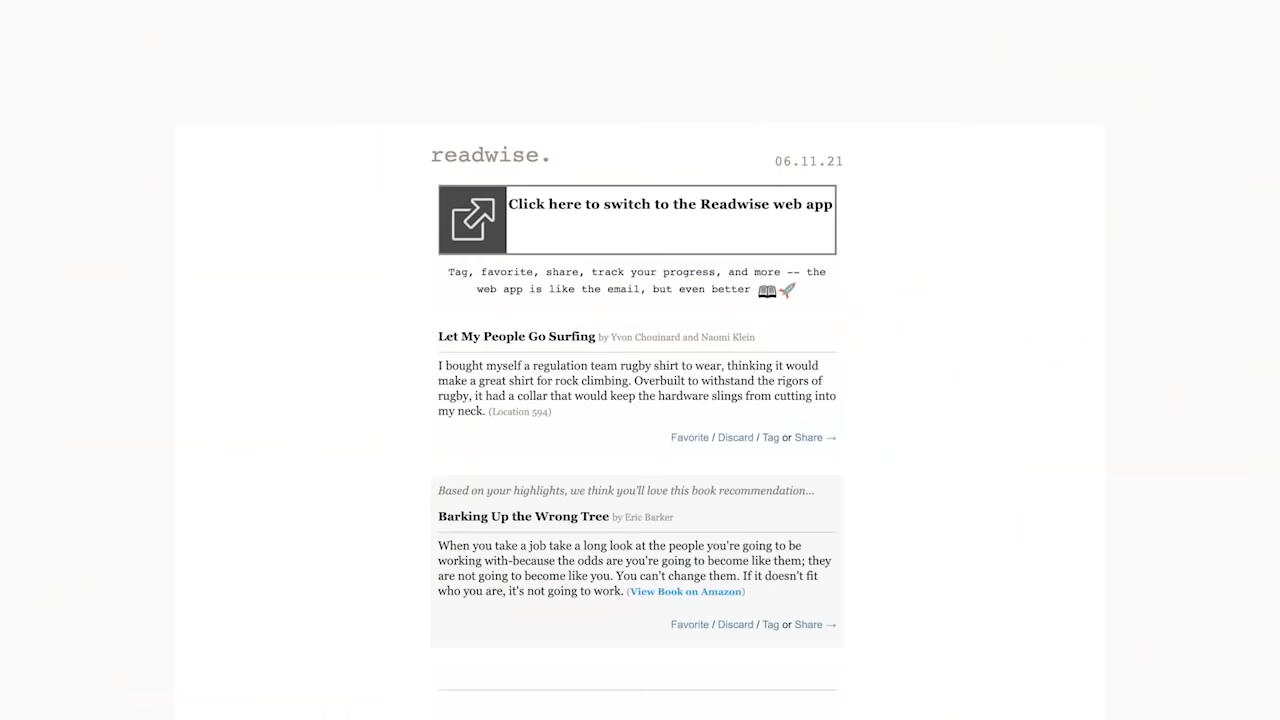 readwise.
06.11.21
Click here to switch to the Readwise web app
Tag, favorite, share, track your progress, and more -- the
web app is like the email, but even better 📖🚀
Let My People Go Surfing by Yvon Chouinard and Naomi Klein
I bought myself a regulation team rugby shirt to wear, thinking it would
make a great shirt for rock climbing. Overbuilt to withstand the rigors of
rugby, it had a collar that would keep the hardware slings from cutting into
my neck. (Location 594)
Favorite / Discard / Tag or Share →
Based on your highlights, we think you'll love this book recommendation...
Barking Up the Wrong Tree by Eric Barker
When you take a job take a long look at the people you're going to be
working with-because the odds are you're going to become like them; they
are not going to become like you. You can't change them. If it doesn't fit
who you are, it's not going to work. (View Book on Amazon)
Favorite / Discard / Tag or Share →